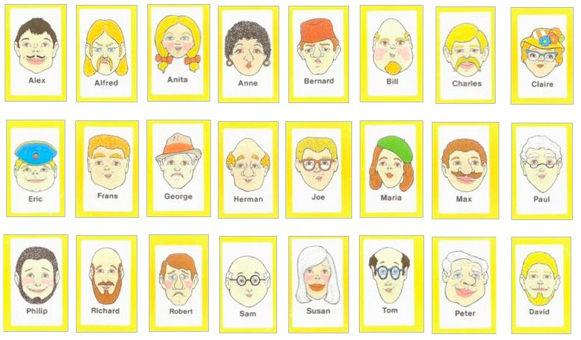 Alex
Alfred
Anita
Anne
Bernard
Bill
Charles
Claire
Eric
Frans
George
Herman
Joe
Maria
Max
Paul
Philip
Richard
Robert
Sam
Susan
Tom
Peter
David